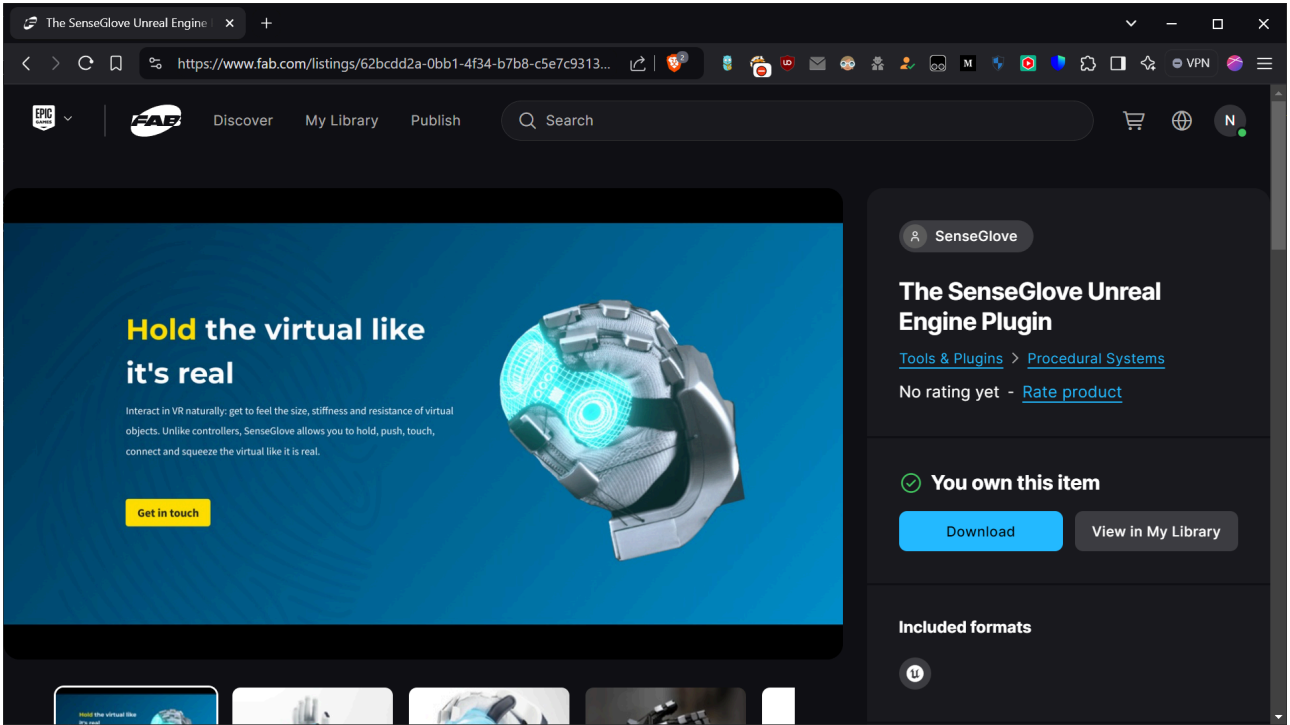 The SenseGlove Unreal Engine
https://www.fab.com/listings/62bcdd2a-0bb1-4f34-b7b8-c5e7c9313...
2
UD
M
VPN
EPIC
GAMES
FAB
Discover
My Library
Publish
Search
N
Hold the virtual like
it's real
Interact in VR naturally: get to feel the size, stiffness and resistance of virtual
objects. Unlike controllers, SenseGlove allows you to hold, push, touch,
connect and squeeze the virtual like it is real.
Get in touch
SenseGlove
The SenseGlove Unreal
Engine Plugin
Tools & Plugins > Procedural Systems
No rating yet - Rate product
You own this item
Download
View in My Library
Included formats
Hold the virtual like
it's real